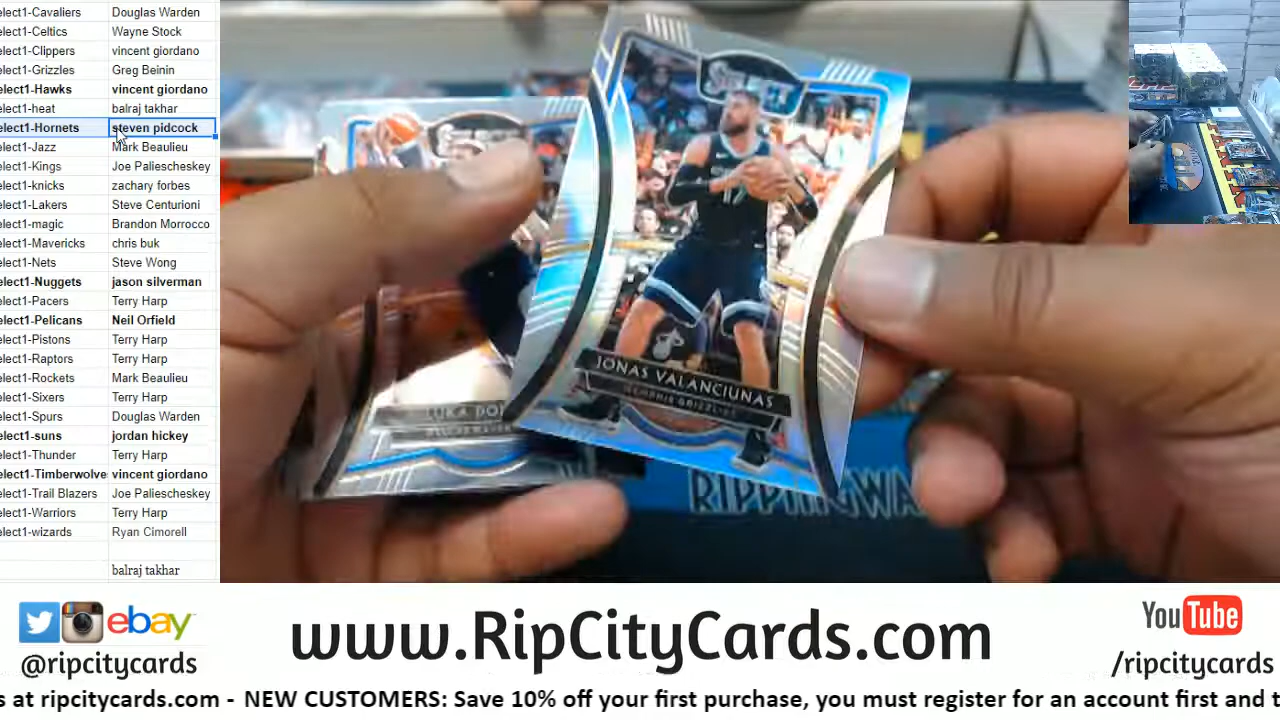 elect1-Cavaliers Douglas Warden
elect1-Celtics Wayne Stock
elect1-Clippers vincent giordano
elect1-Grizzles Greg Beinin
elect1-Hawks vincent giordano
elect1-heat balraj takhar
elect1-Hornets steven pidcock
elect1-Jazz Mark Beaulieu
elect1-Kings Joe Paliescheskey
elect1-knicks zachary forbes
elect1-Lakers Steve Centurioni
elect1-magic Brandon Morrocco
elect1-Mavericks chris buk
elect1-Nets Steve Wong
elect1-Nuggets jason silverman
elect1-Pacers Terry Harp
elect1-Pelicans Neil Orfield
elect1-Pistons Terry Harp
elect1-Raptors Terry Harp
elect1-Rockets Mark Beaulieu
elect1-Sixers Terry Harp
elect1-Spurs Douglas Warden
elect1-suns jordan hickey
elect1-Thunder Terry Harp
elect1-Timberwolve vincent giordano
elect1-Trail Blazers Joe Paliescheskey
elect1-Warriors Terry Harp
elect1-wizards Ryan Cimorell
balraj takhar
SELECT
17
JONAS VALANCIUNAS
MEMPHIS GRIZZLIES
LUKA DO
RIPPINGWA
ebay
@ripcitycards
www.RipCityCards.com
YouTube
/ripcitycards
s at ripcitycards.com - NEW CUSTOMERS: Save 10% off your first purchase, you must register for an account first and t